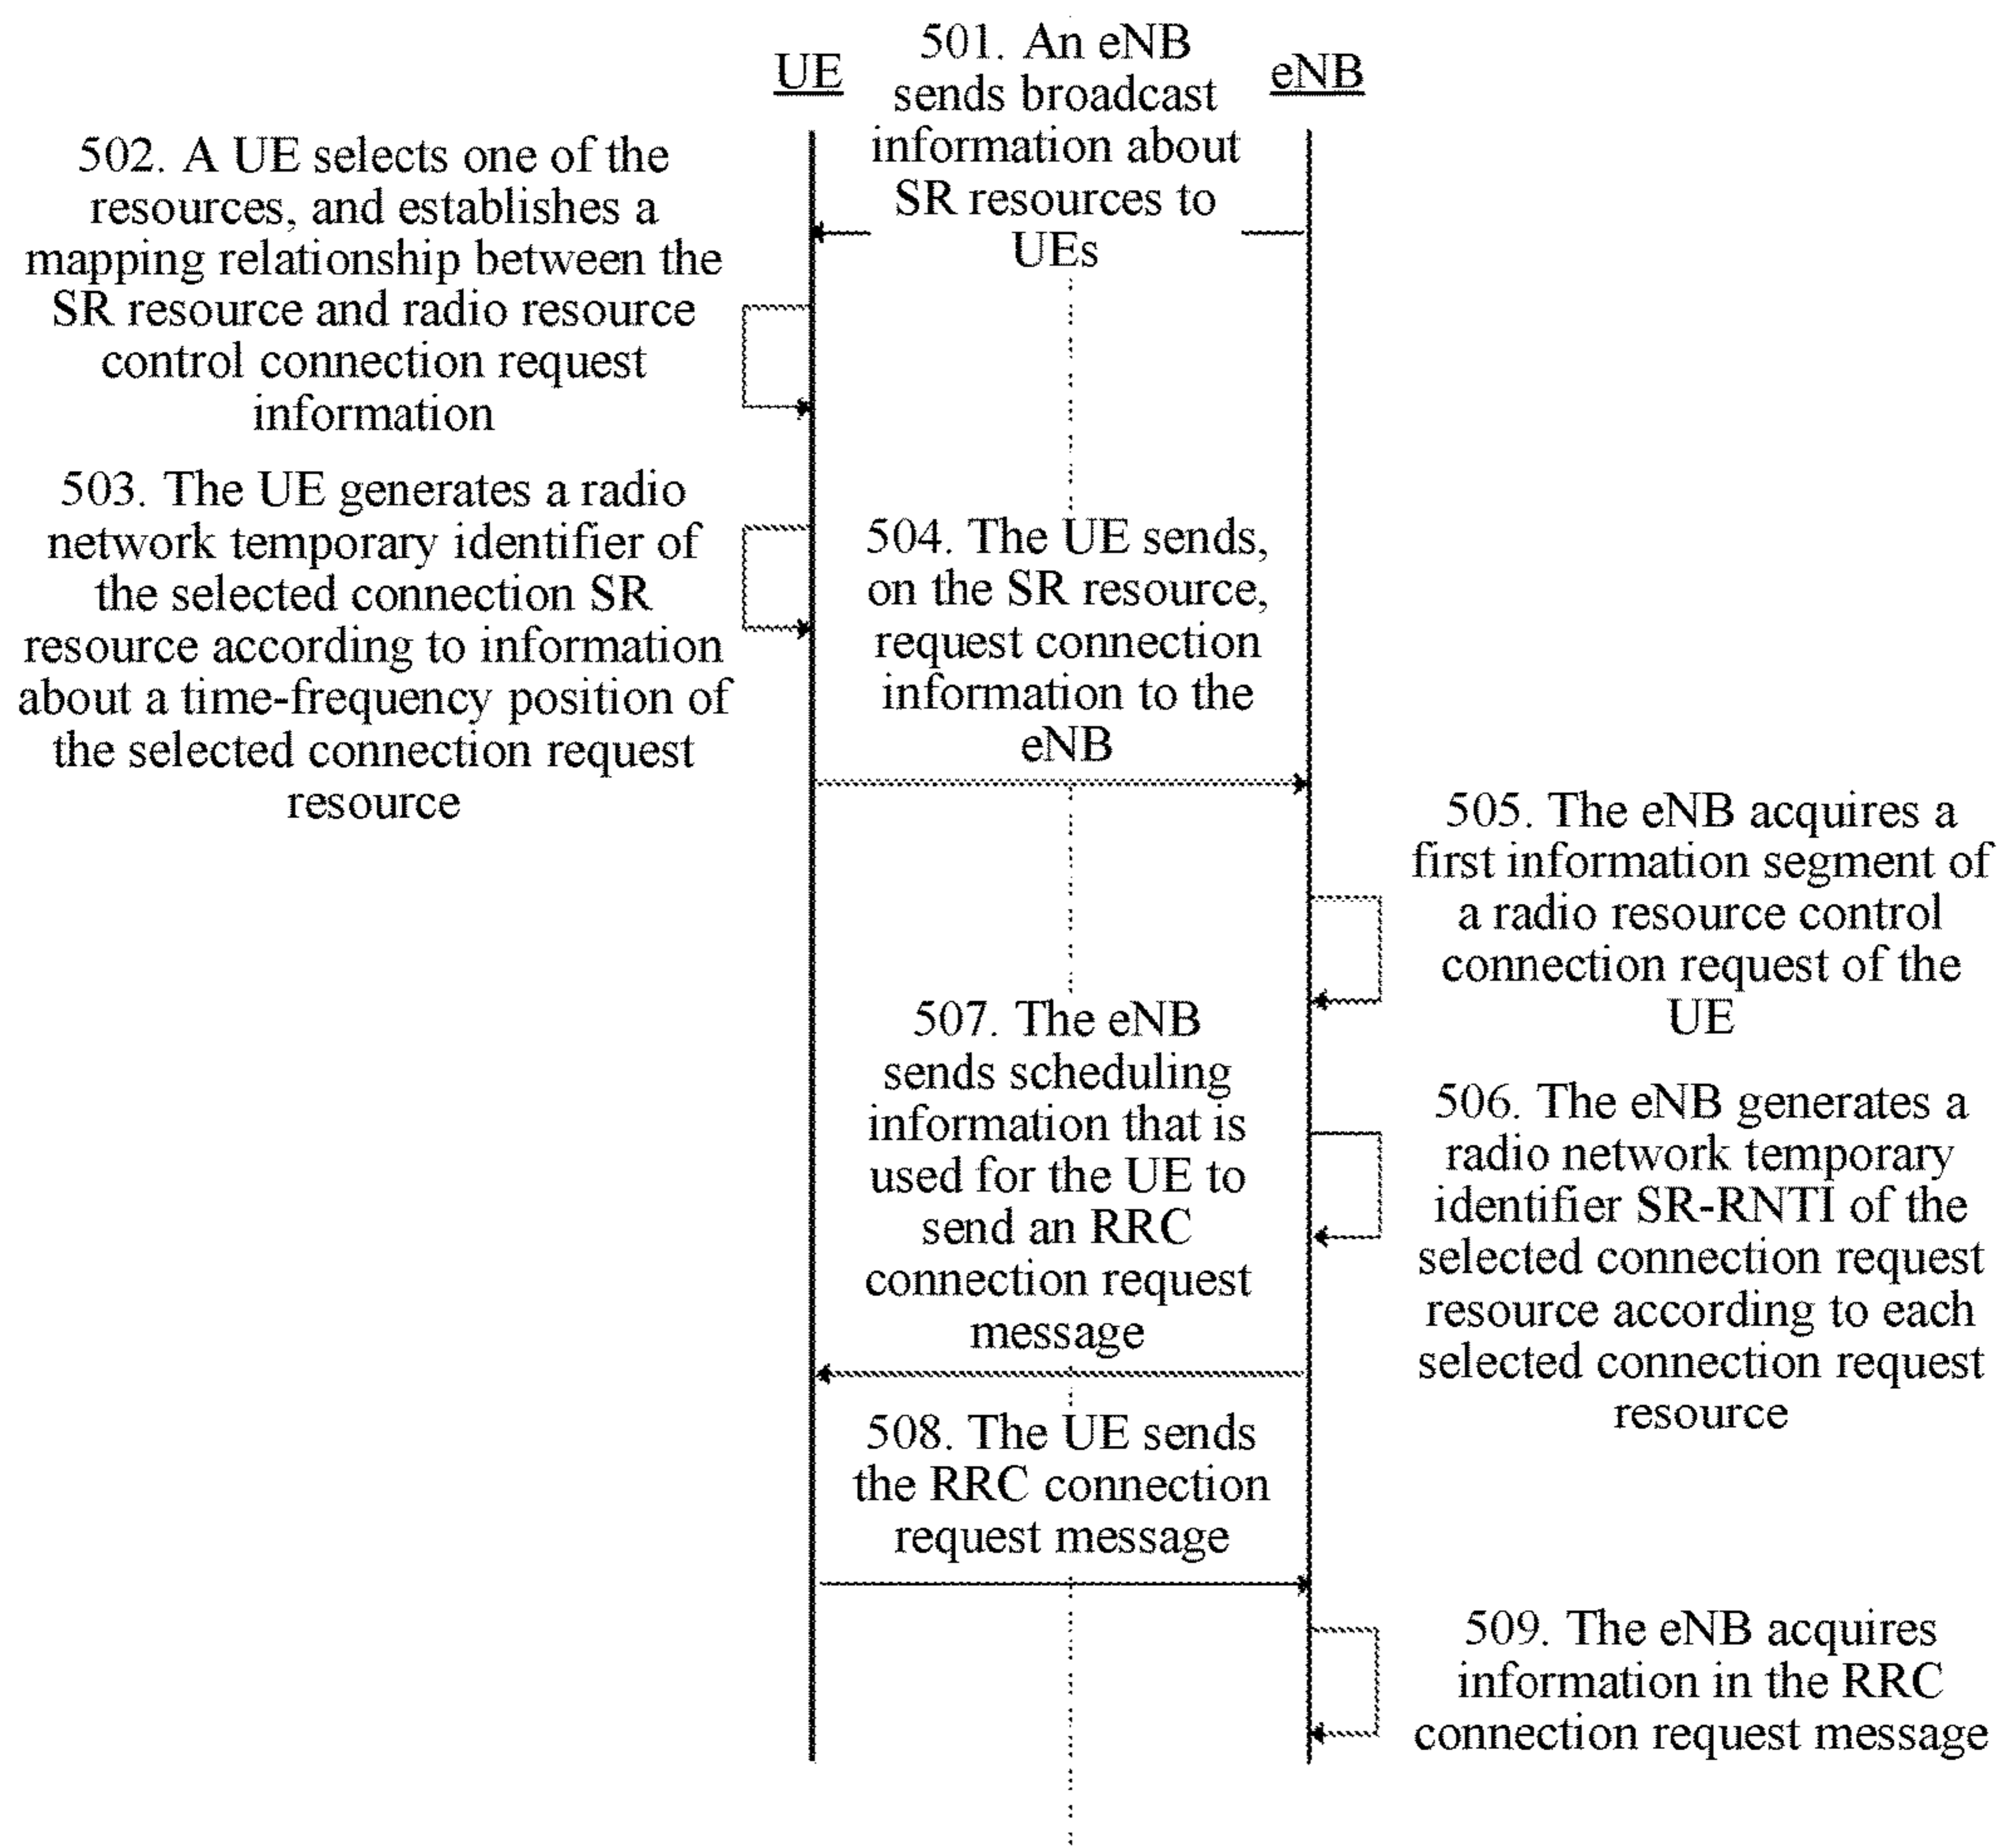 UE
eNB
501. An eNB
sends broadcast
information about
SR resources to
UEs
502. A UE selects one of the
resources, and establishes a
mapping relationship between the
SR resource and radio resource
control connection request
information
503. The UE generates a radio
network temporary identifier of
the selected connection SR
resource according to information
about a time-frequency position of
the selected connection request
resource
504. The UE sends,
on the SR resource,
request connection
information to the
eNB
505. The eNB acquires a
first information segment of
a radio resource control
connection request of the
UE
506. The eNB generates a
radio network temporary
identifier SR-RNTI of the
selected connection request
resource according to each
selected connection request
resource
507. The eNB
sends scheduling
information that is
used for the UE to
send an RRC
connection request
message
508. The UE sends
the RRC connection
request message
509. The eNB acquires
information in the RRC
connection request message